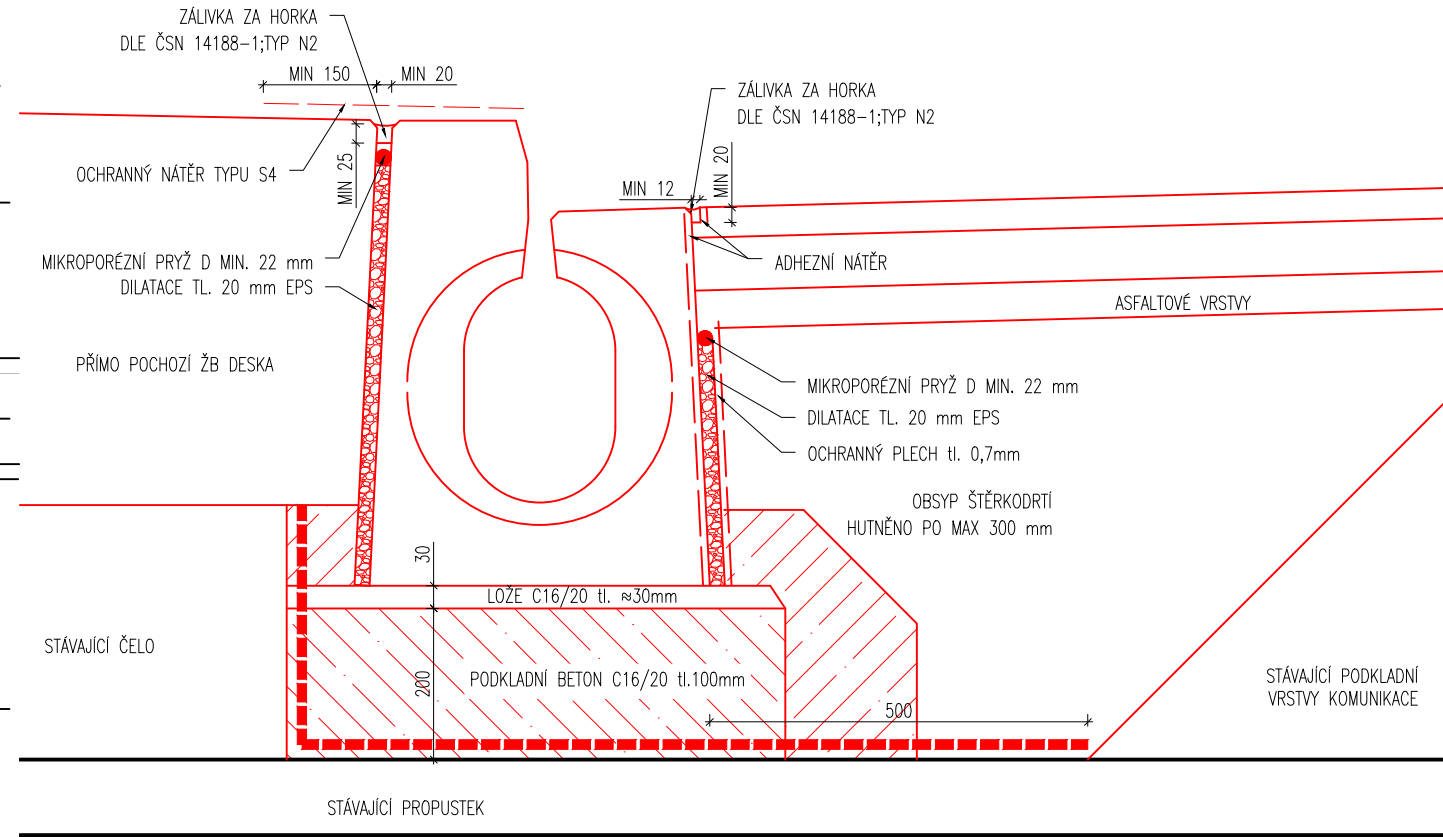 ZÁLIVKA ZA HORKA
DLE ČSN 14188-1;TYP N2
MIN 150
MIN 20
ZÁLIVKA ZA HORKA
DLE ČSN 14188-1;TYP N2
OCHRANNÝ NÁTĚR TYPU S4
MIN 25
MIN 12
MIN 20
MIKROPORÉZNÍ PRYŽ D MIN. 22 mm
DILATACE TL. 20 mm EPS
ADHEZNÍ NÁTĚR
ASFALTOVÉ VRSTVY
PŘÍMO POCHOZÍ ŽB DESKA
MIKROPORÉZNÍ PRYŽ D MIN. 22 mm
DILATACE TL. 20 mm EPS
OCHRANNÝ PLECH tl. 0,7mm
OBSYP ŠTĚRKODRTÍ
HUTNĚNO PO MAX 300 mm
30
LOŽE C16/20 tl. ≈30mm
STÁVAJÍCÍ ČELO
200
PODKLADNÍ BETON C16/20 tl.100mm
500
STÁVAJÍCÍ PODKLADNÍ
VRSTVY KOMUNIKACE
STÁVAJÍCÍ PROPUSTEK